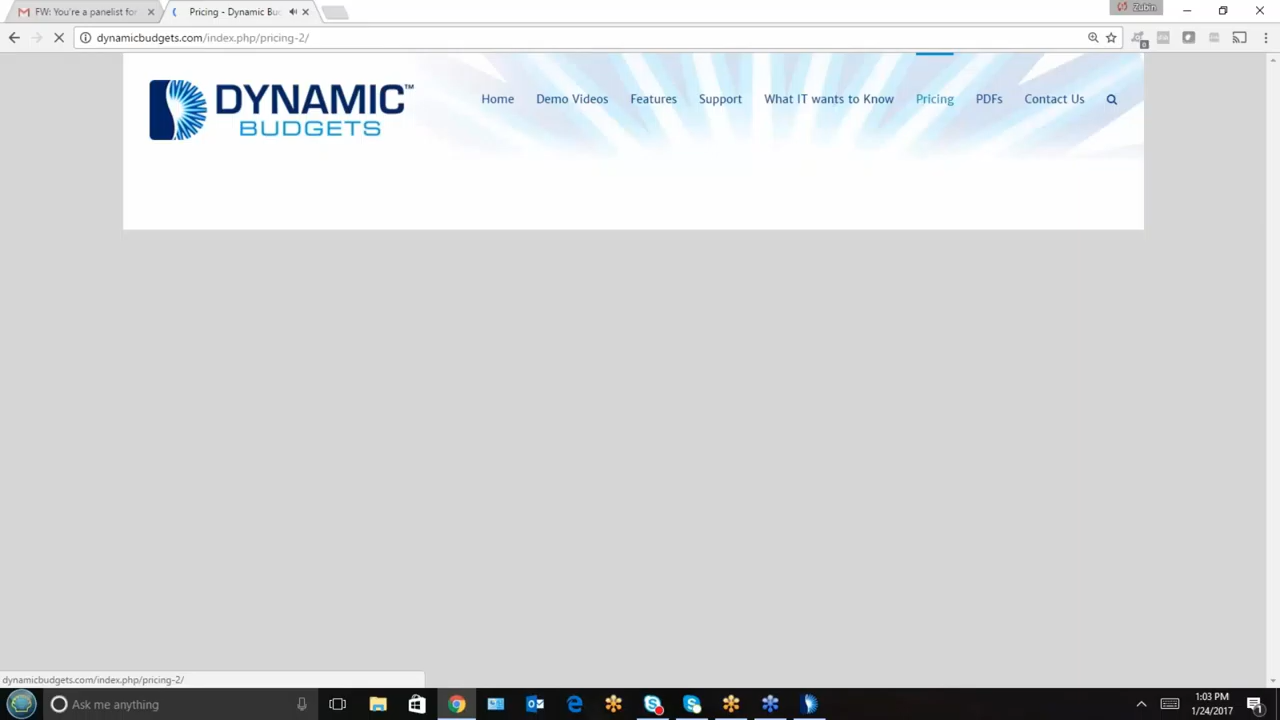 FW: You're a panelist for
Pricing - Dynamic Bu
Zubin
dynamicbudgets.com/index.php/pricing-2/
DYNAMIC™
BUDGETS
Home
Demo Videos
Features
Support
What IT wants to Know
Pricing
PDFs
Contact Us
dynamicbudgets.com/index.php/pricing-2/
Ask me anything
1:03 PM
1/24/2017